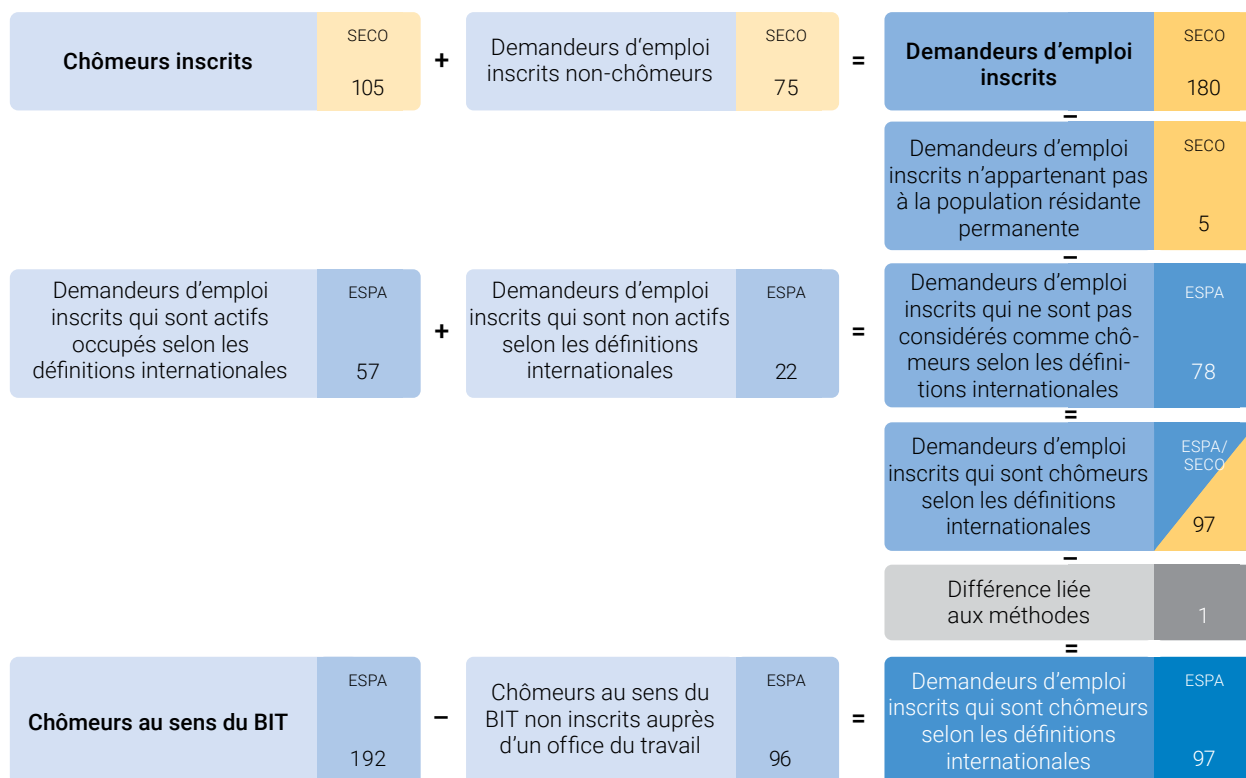 Chômeurs inscrits
SECO
105
+
Demandeurs d‘emploi
inscrits non-chômeurs
SECO
75
=
Demandeurs d’emploi
inscrits
SECO
180
–
Demandeurs d’emploi
inscrits n’appartenant pas
à la population résidante
permanente
SECO
5
–
Demandeurs d’emploi
inscrits qui sont actifs
occupés selon les
définitions internationales
ESPA
57
+
Demandeurs d’emploi
inscrits qui sont non actifs
selon les définitions
internationales
ESPA
22
=
Demandeurs d’emploi
inscrits qui ne sont pas
considérés comme chô-
meurs selon les défini-
tions internationales
ESPA
78
=
Demandeurs d’emploi
inscrits qui sont chômeurs
selon les définitions
internationales
ESPA/
SECO
97
–
Différence liée
aux méthodes
1
=
Chômeurs au sens du BIT
ESPA
192
–
Chômeurs au sens du
BIT non inscrits auprès
d’un office du travail
ESPA
96
=
Demandeurs d’emploi
inscrits qui sont chômeurs
selon les définitions
internationales
ESPA
97